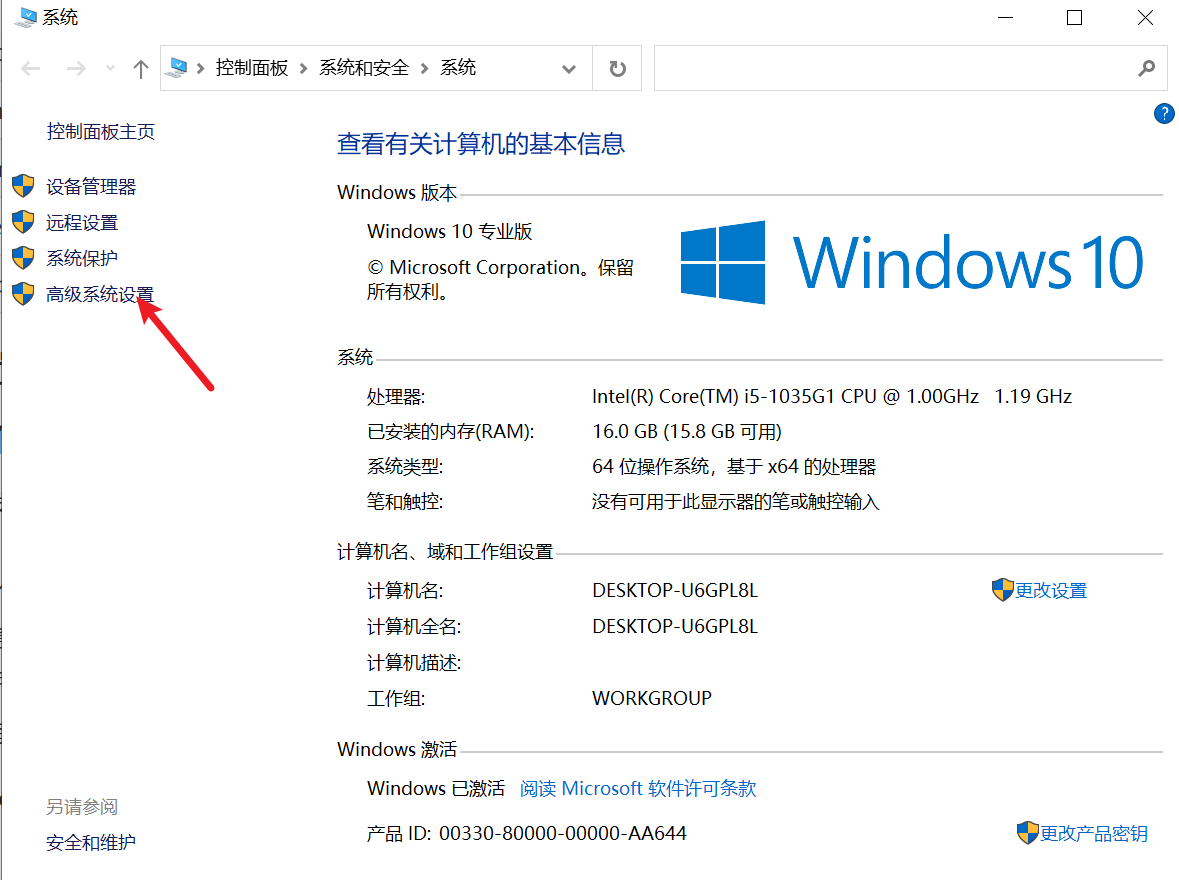 系统
控制面板 系统和安全 系统
控制面板主页
设备管理器
远程设置
系统保护
高级系统设置
查看有关计算机的基本信息
Windows 版本
Windows 10 专业版
© Microsoft Corporation。保留
所有权利。
Windows 10
系统
处理器: Intel(R) Core(TM) i5-1035G1 CPU @ 1.00GHz 1.19 GHz
已安装的内存(RAM): 16.0 GB (15.8 GB 可用)
系统类型: 64 位操作系统，基于 x64 的处理器
笔和触控: 没有可用于此显示器的笔或触控输入
计算机名、域和工作组设置
计算机名: DESKTOP-U6GPL8L 更改设置
计算机全名: DESKTOP-U6GPL8L
计算机描述:
工作组: WORKGROUP
Windows 激活
Windows 已激活 阅读 Microsoft 软件许可条款
产品 ID: 00330-80000-00000-AA644 更改产品密钥
另请参阅
安全和维护